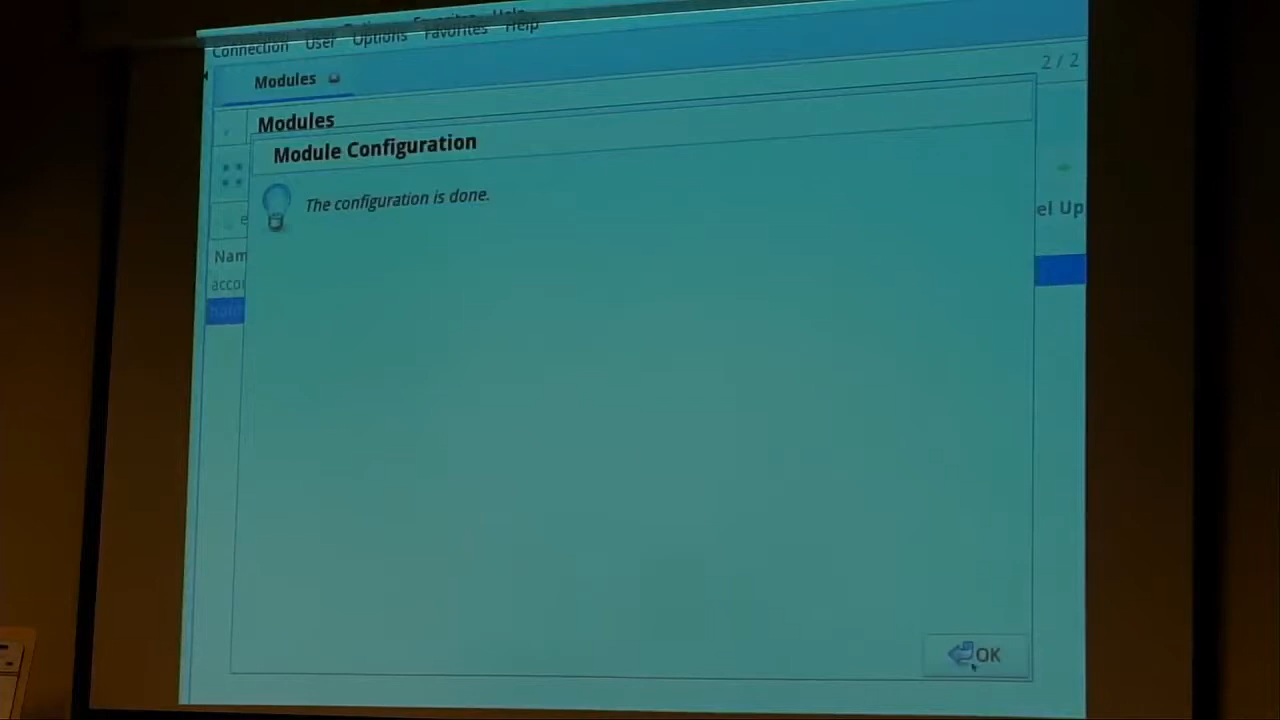 Connection User Options Favorites Help
Modules
2 / 2
Modules
Module Configuration
The configuration is done.
el Up
Nam
accou
OK